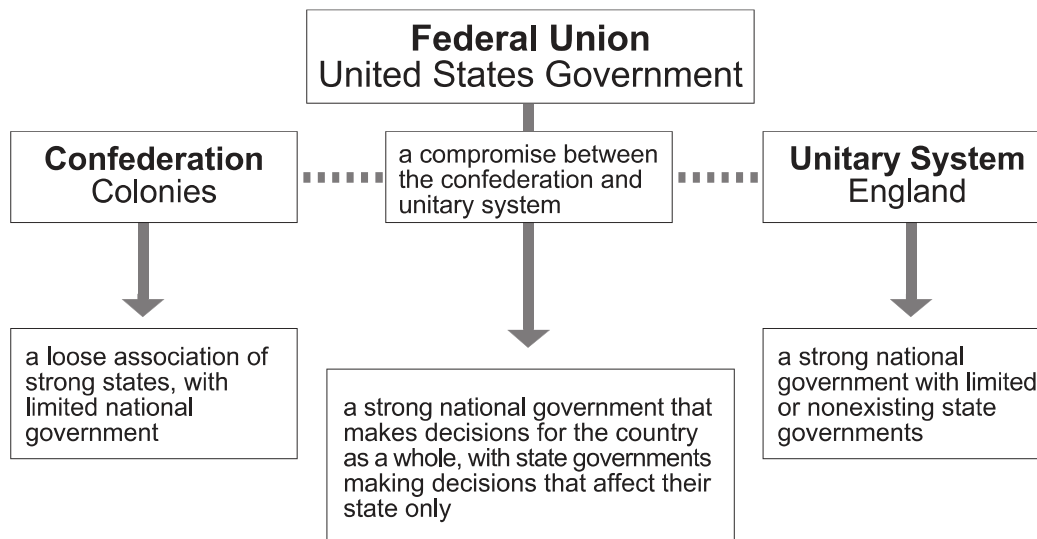 Federal Union
United States Government
Confederation
Colonies
a compromise between
the confederation and
unitary system
Unitary System
England
a loose association of
strong states, with
limited national
government
a strong national government that
makes decisions for the country
as a whole, with state governments
making decisions that affect their
state only
a strong national
government with limited
or nonexisting state
governments